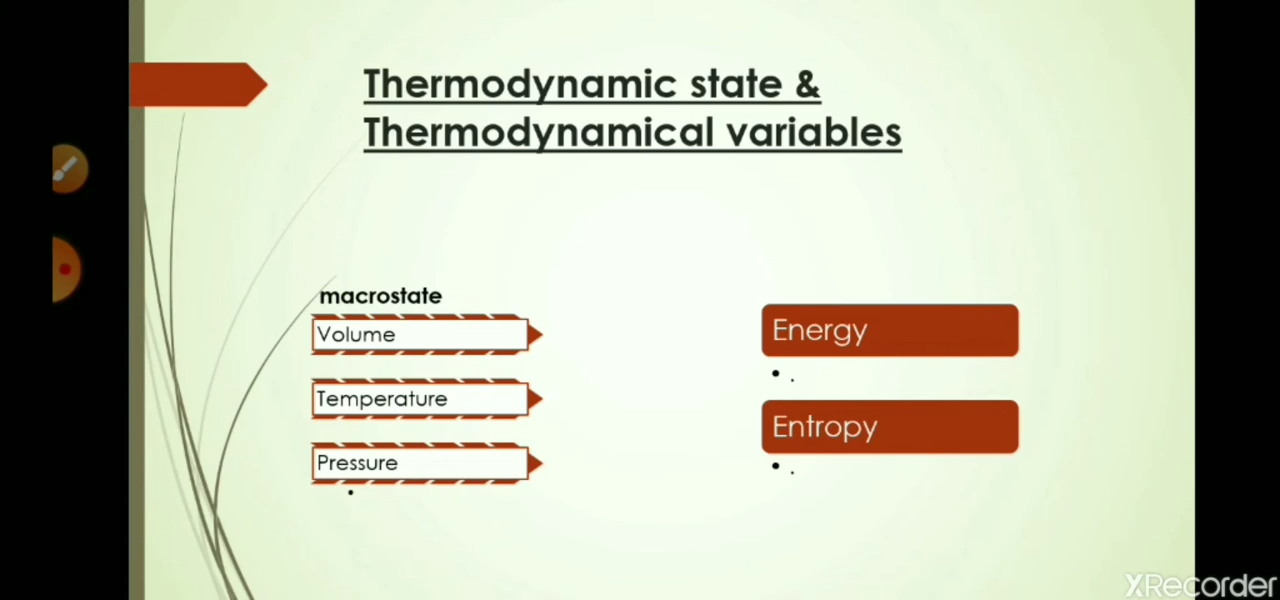 Thermodynamic state &
Thermodynamical variables
macrostate
Volume
Temperature
Pressure
Energy
.
Entropy
.
XRecorder